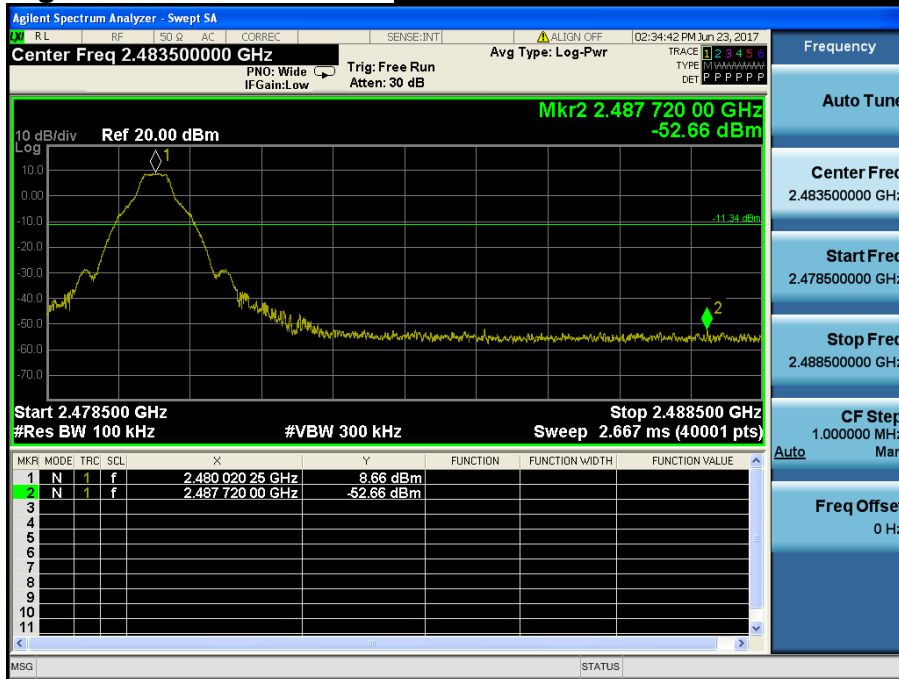 Agilent Spectrum Analyzer - Swept SA
LXI RL RF 50 Ω AC CORREC SENSE:INT ALIGN OFF 02:34:42 PM Jun 23, 2017
Center Freq 2.483500000 GHz Avg Type: Log-Pwr TRACE 1 2 3 4 5 6
PNO: Wide Trig: Free Run TYPE M WWWWW
IFGain:Low Atten: 30 dB DET P P P P P P
Mkr2 2.487 720 00 GHz
10 dB/div Ref 20.00 dBm -52.66 dBm
Log
1
10.0
0.00
-10.0
-11.34 dBm
-20.0
-30.0
-40.0
2
-50.0
-60.0
-70.0
Start 2.478500 GHz Stop 2.488500 GHz
#Res BW 100 kHz #VBW 300 kHz Sweep 2.667 ms (40001 pts)
MKR MODE TRC SCL X Y FUNCTION FUNCTION WIDTH FUNCTION VALUE
1 N 1 f 2.480 020 25 GHz 8.66 dBm
2 N 1 f 2.487 720 00 GHz -52.66 dBm
3
4
5
6
7
8
9
10
11
MSG STATUS
Frequency
Auto Tune
Center Freq
2.483500000 GHz
Start Freq
2.478500000 GHz
Stop Freq
2.488500000 GHz
CF Step
1.000000 MHz
Auto Man
Freq Offset
0 Hz